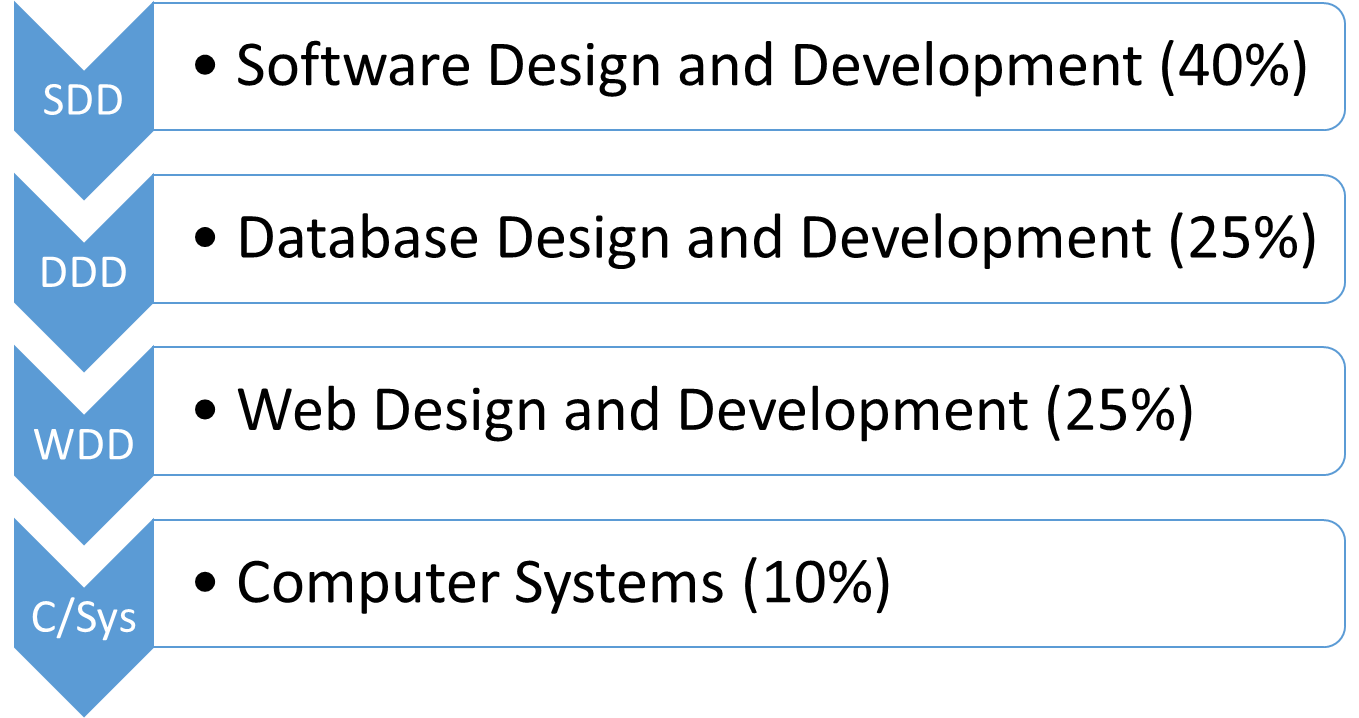 SDD
• Software Design and Development (40%)
DDD
• Database Design and Development (25%)
WDD
• Web Design and Development (25%)
C/Sys
• Computer Systems (10%)